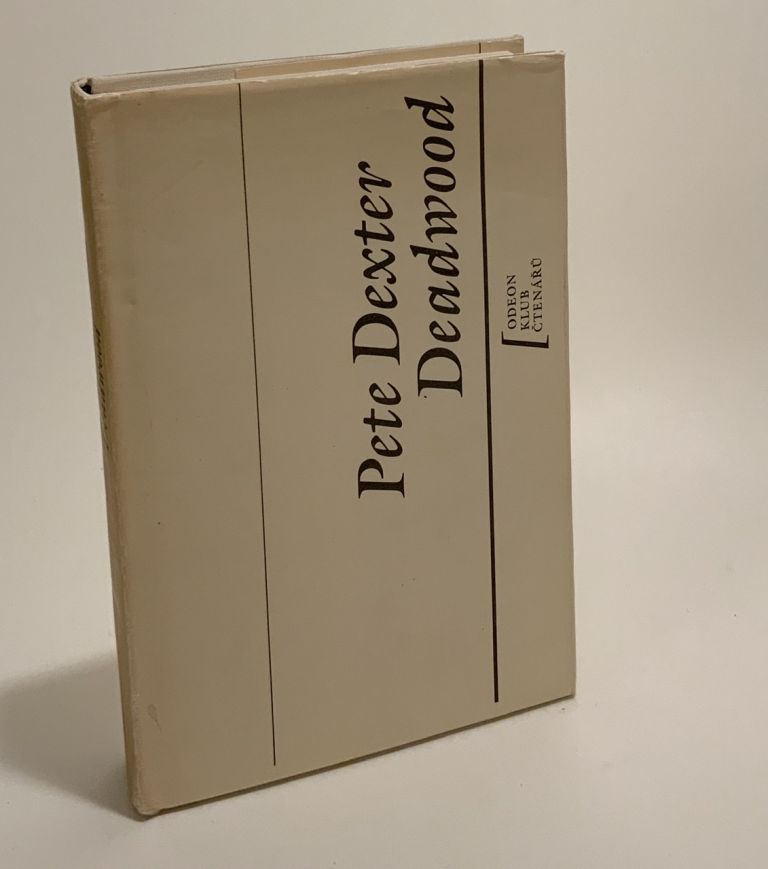 Pete Dexter
Deadwood
ODEON
KLUB
ČTENÁŘŮ